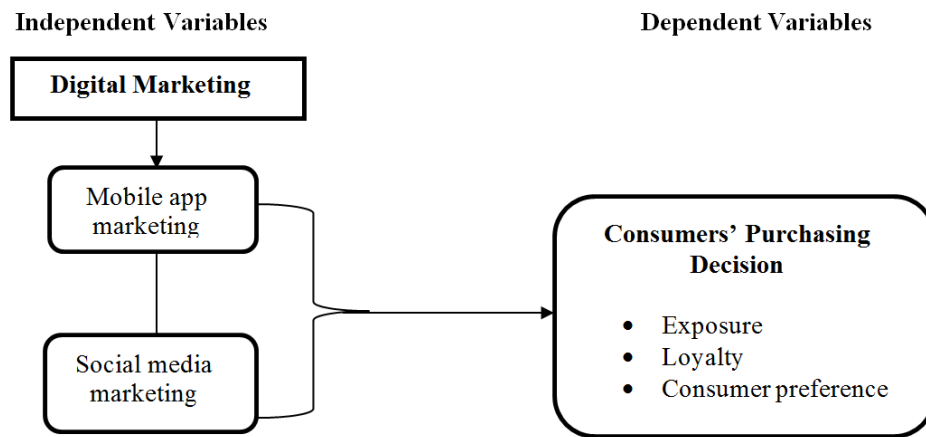 Independent Variables
Dependent Variables
Digital Marketing
Mobile app
marketing
Social media
marketing
Consumers’ Purchasing
Decision
• Exposure
• Loyalty
• Consumer preference